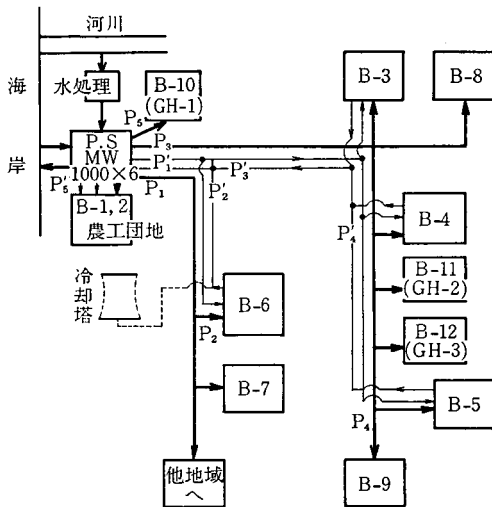 河川
海
岸
水処理
B-10
(GH-1)
P₅
B-3
B-8
P.S
MW
1000×6
P₃
P′₁
P′₃
P′₅
P₁
P′₂
B-1,2
農工団地
P′₄
B-4
冷却塔
B-6
P₂
B-11
(GH-2)
B-12
(GH-3)
B-7
B-5
P₄
他地域
へ
B-9